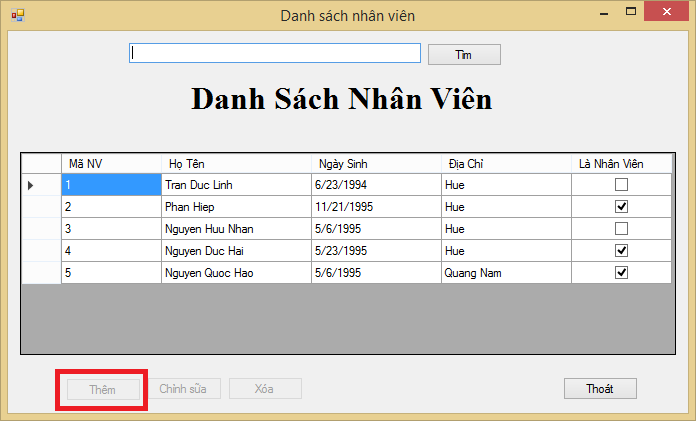 Danh sách nhân viên
Tìm
Danh Sách Nhân Viên
Mã NV Họ Tên Ngày Sinh Địa Chỉ Là Nhân Viên
1 Tran Duc Linh 6/23/1994 Hue
2 Phan Hiep 11/21/1995 Hue
3 Nguyen Huu Nhan 5/6/1995 Hue
4 Nguyen Duc Hai 5/23/1995 Hue
5 Nguyen Quoc Hao 5/6/1995 Quang Nam
Thêm Chỉnh sửa Xóa Thoát